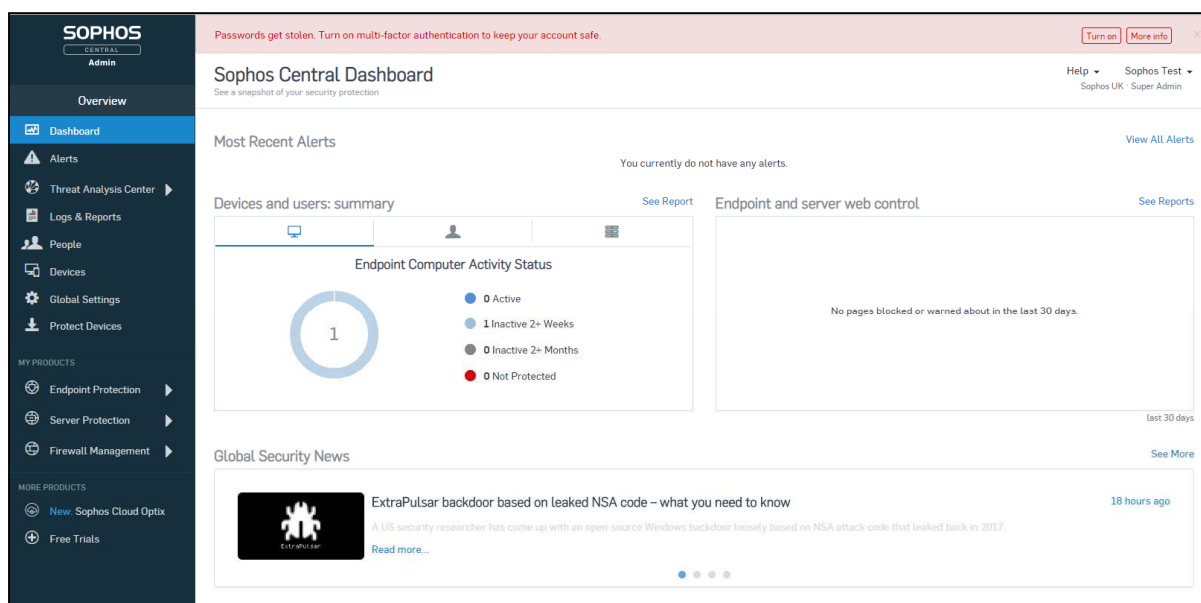 SOPHOS
CENTRAL
Admin
Overview
Dashboard
Alerts
Threat Analysis Center
Logs & Reports
People
Devices
Global Settings
Protect Devices
MY PRODUCTS
Endpoint Protection
Server Protection
Firewall Management
MORE PRODUCTS
New: Sophos Cloud Optix
Free Trials
Passwords get stolen. Turn on multi-factor authentication to keep your account safe.
Turn on
More info
Sophos Central Dashboard
See a snapshot of your security protection
Help
Sophos Test
Sophos UK · Super Admin
Most Recent Alerts
View All Alerts
You currently do not have any alerts.
Devices and users: summary
See Report
Endpoint Computer Activity Status
1
0 Active
1 Inactive 2+ Weeks
0 Inactive 2+ Months
0 Not Protected
Endpoint and server web control
See Reports
No pages blocked or warned about in the last 30 days.
last 30 days
Global Security News
See More
ExtraPulsar
ExtraPulsar backdoor based on leaked NSA code – what you need to know
18 hours ago
A US security researcher has come up with an open-source Windows backdoor loosely based on NSA attack code that leaked back in 2017.
Read more...